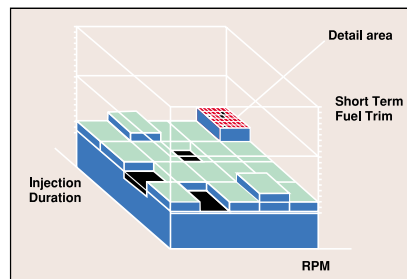 Detail area
Short Term
Fuel Trim
Injection
Duration
RPM